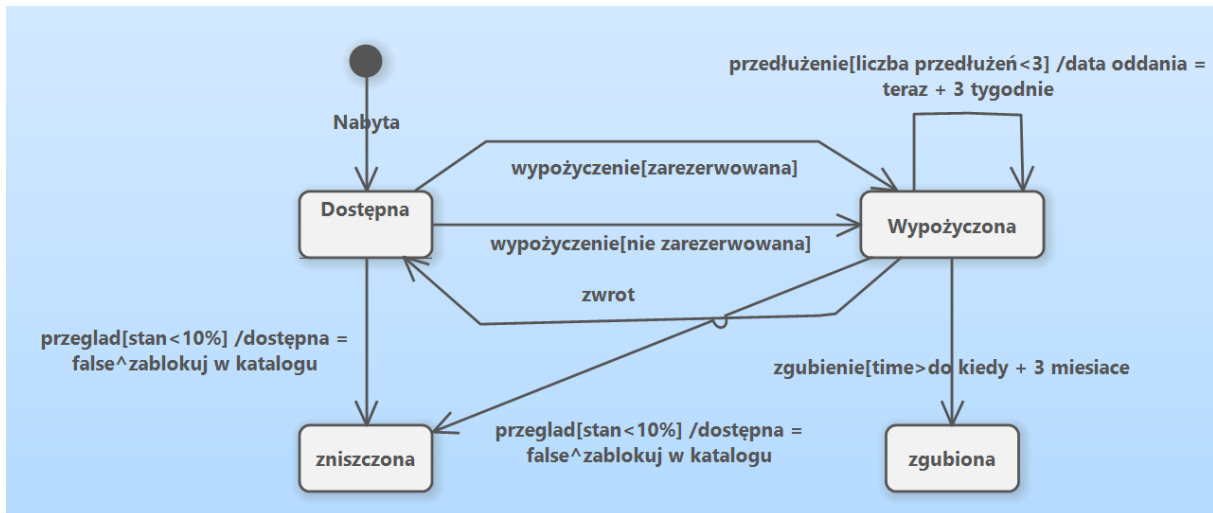 przedłużenie[liczba przedłużeń<3] /data oddania =
teraz + 3 tygodnie
Nabyta
wypożyczenie[zarezerwowana]
Dostępna
Wypożyczona
wypożyczenie[nie zarezerwowana]
zwrot
przeglad[stan<10%] /dostępna =
false^zablokuj w katalogu
zgubienie[time>do kiedy + 3 miesiace
przeglad[stan<10%] /dostępna =
false^zablokuj w katalogu
zniszczona
zgubiona